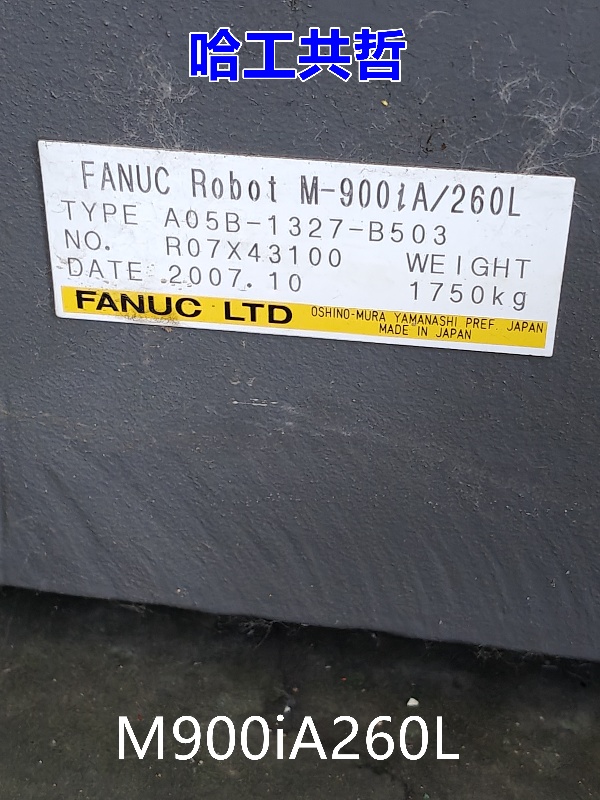 哈工共哲
FANUC Robot M-900iA/260L
TYPE A05B-1327-B503
NO. R07X43100 WEIGHT
DATE 2007.10 1750kg
FANUC LTD OSHINO-MURA YAMANASHI PREF. JAPAN
MADE IN JAPAN
M900iA260L